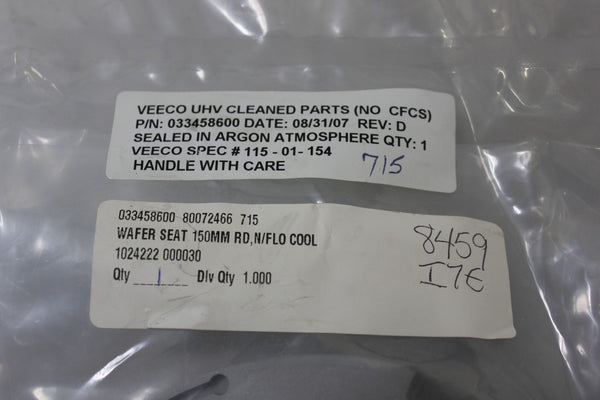 VEECO UHV CLEANED PARTS (NO CFCS)
P/N: 033458600 DATE: 08/31/07 REV: D
SEALED IN ARGON ATMOSPHERE QTY: 1
VEECO SPEC # 115 - 01- 154
HANDLE WITH CARE
715
033458600 80072466 715
WAFER SEAT 150MM RD,N/FLO COOL
1024222 000030
Qty 1 Dlv Qty 1.000
8459
I7E